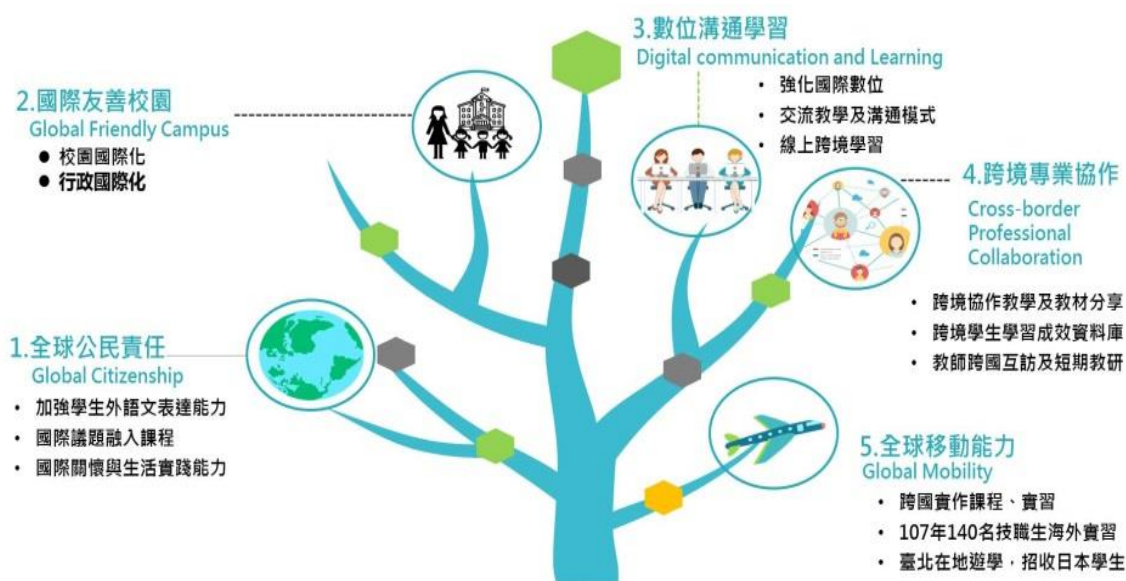 1.全球公民責任
Global Citizenship
• 加強學生外語文表達能力
• 國際議題融入課程
• 國際關懷與生活實踐能力
2.國際友善校園
Global Friendly Campus
● 校園國際化
● 行政國際化
3.數位溝通學習
Digital communication and Learning
• 強化國際數位
• 交流教學及溝通模式
• 線上跨境學習
4.跨境專業協作
Cross-border
Professional
Collaboration
• 跨境協作教學及教材分享
• 跨境學生學習成效資料庫
• 教師跨國互訪及短期教研
5.全球移動能力
Global Mobility
• 跨國實作課程、實習
• 107年140名技職生海外實習
• 臺北在地遊學，招收日本學生